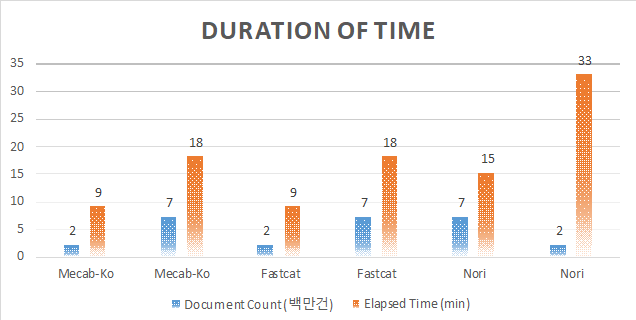 DURATION OF TIME
35
30
25
20
15
10
5
0
2 9 7 18 2 9 7 18 7 15 2 33
Mecab-Ko Mecab-Ko Fastcat Fastcat Nori Nori
Document Count (백만건) Elapsed Time (min)